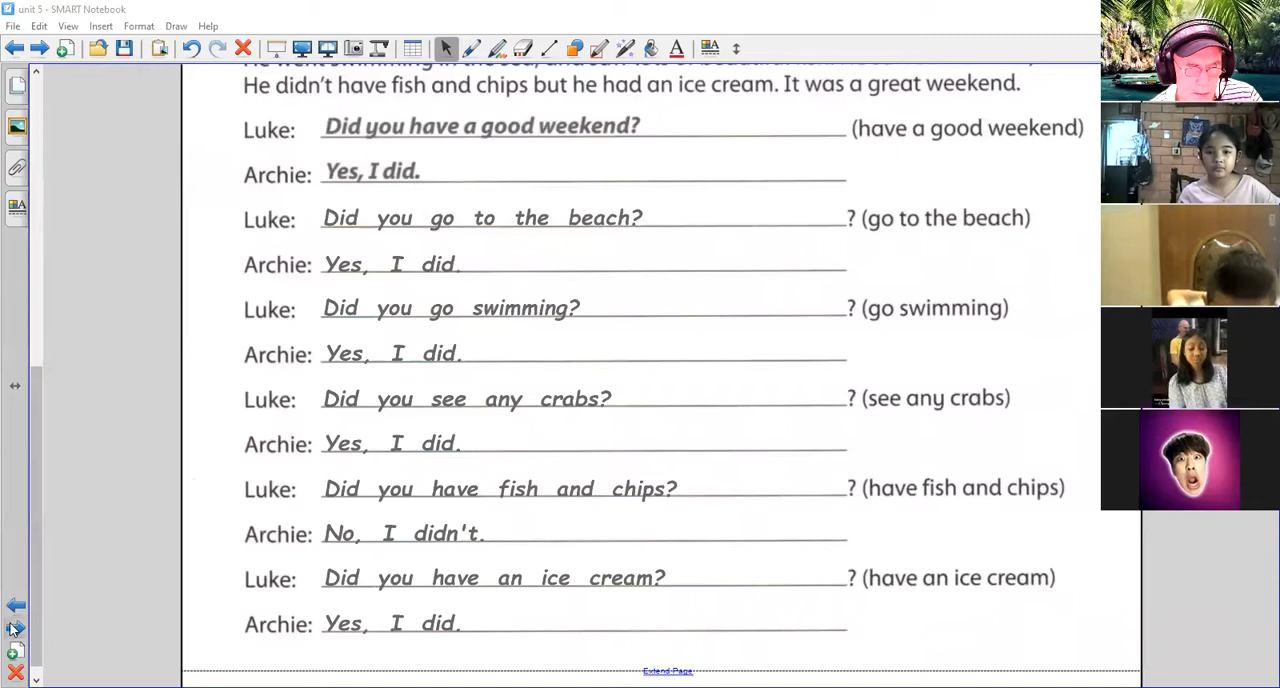 unit 5 - SMART Notebook
File Edit View Insert Format Draw Help
He didn't have fish and chips but he had an ice cream. It was a great weekend.
Luke: Did you have a good weekend? (have a good weekend)
Archie: Yes, I did.
Luke: Did you go to the beach? ? (go to the beach)
Archie: Yes, I did.
Luke: Did you go swimming? ? (go swimming)
Archie: Yes, I did.
Luke: Did you see any crabs? ? (see any crabs)
Archie: Yes, I did.
Luke: Did you have fish and chips? ? (have fish and chips)
Archie: No, I didn't.
Luke: Did you have an ice cream? ? (have an ice cream)
Archie: Yes, I did.
Extend Page